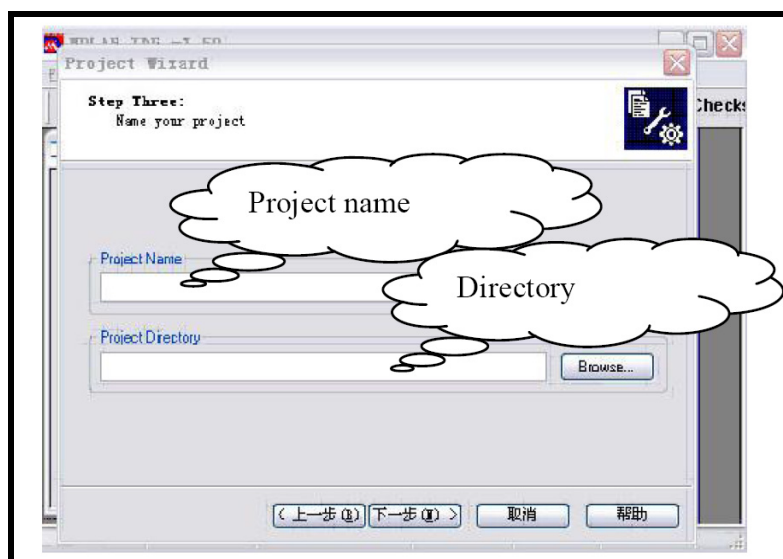 Project Wizard
Step Three:
Name your project
Checks
Project name
Project Name
Directory
Project Directory
Browse...
< 上一步(B) 下一步(N) > 取消 帮助